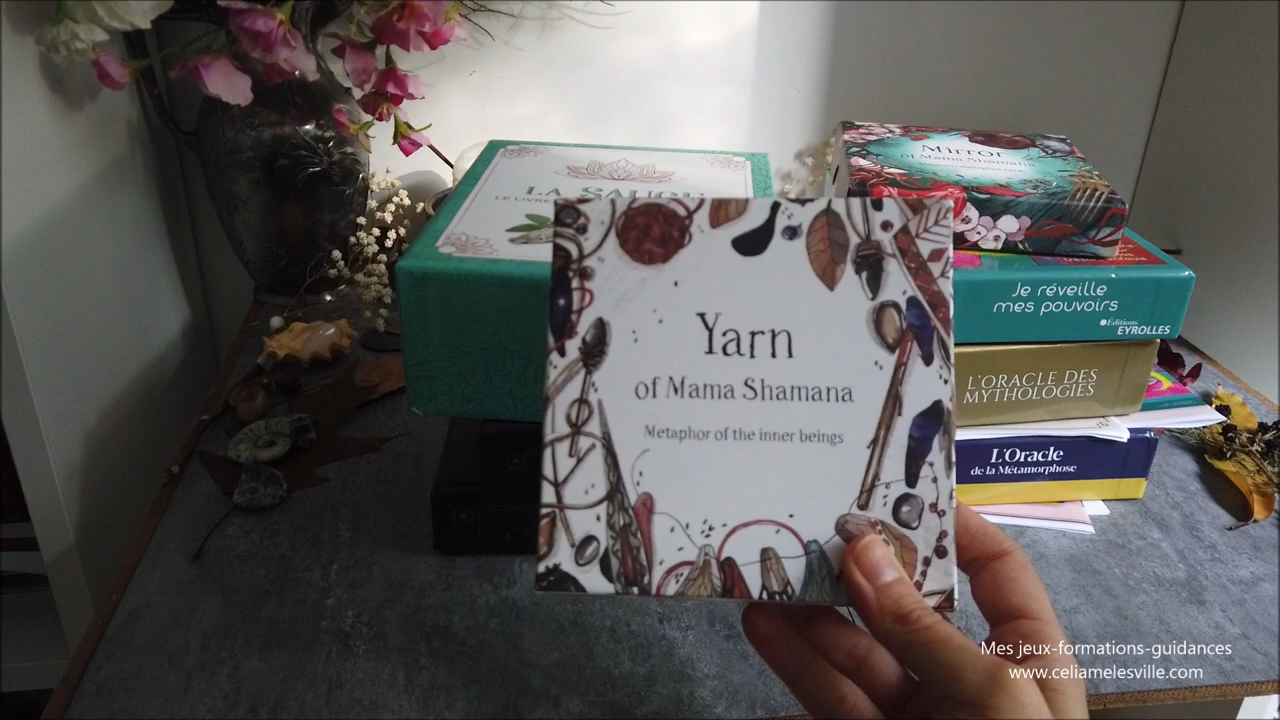 LA SAUGE
Mirror
of Mama Shamana
Yarn
of Mama Shamana
Metaphor of the inner beings
Je réveille
mes pouvoirs
Éditions
EYROLLES
L'ORACLE DES
MYTHOLOGIES
L'Oracle
de la Métamorphose
Mes jeux-formations-guidances
www.celiamelesville.com